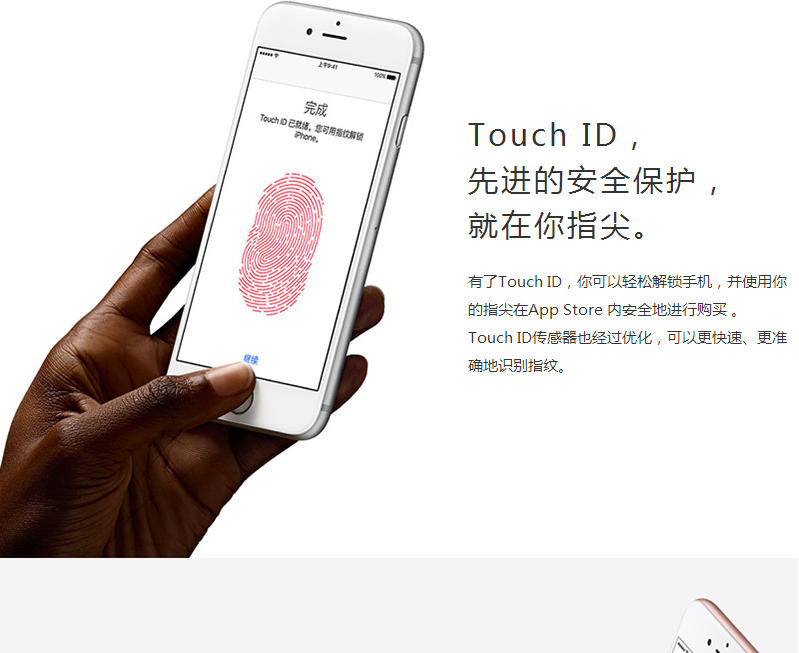 上午9:41
100%
完成
Touch ID 已就绪。您可用指纹解锁
iPhone。
继续
Touch ID，
先进的安全保护，
就在你指尖。
有了Touch ID，你可以轻松解锁手机，并使用你
的指尖在App Store 内安全地进行购买 。
Touch ID传感器也经过优化，可以更快速、更准
确地识别指纹。